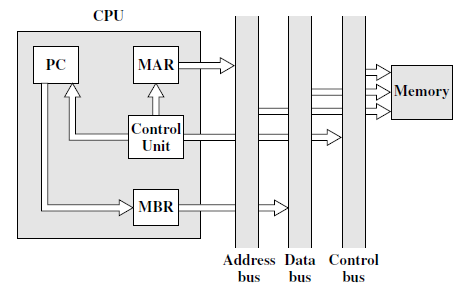 CPU
PC
MAR
Memory
Control
Unit
MBR
Address Data Control
bus bus bus